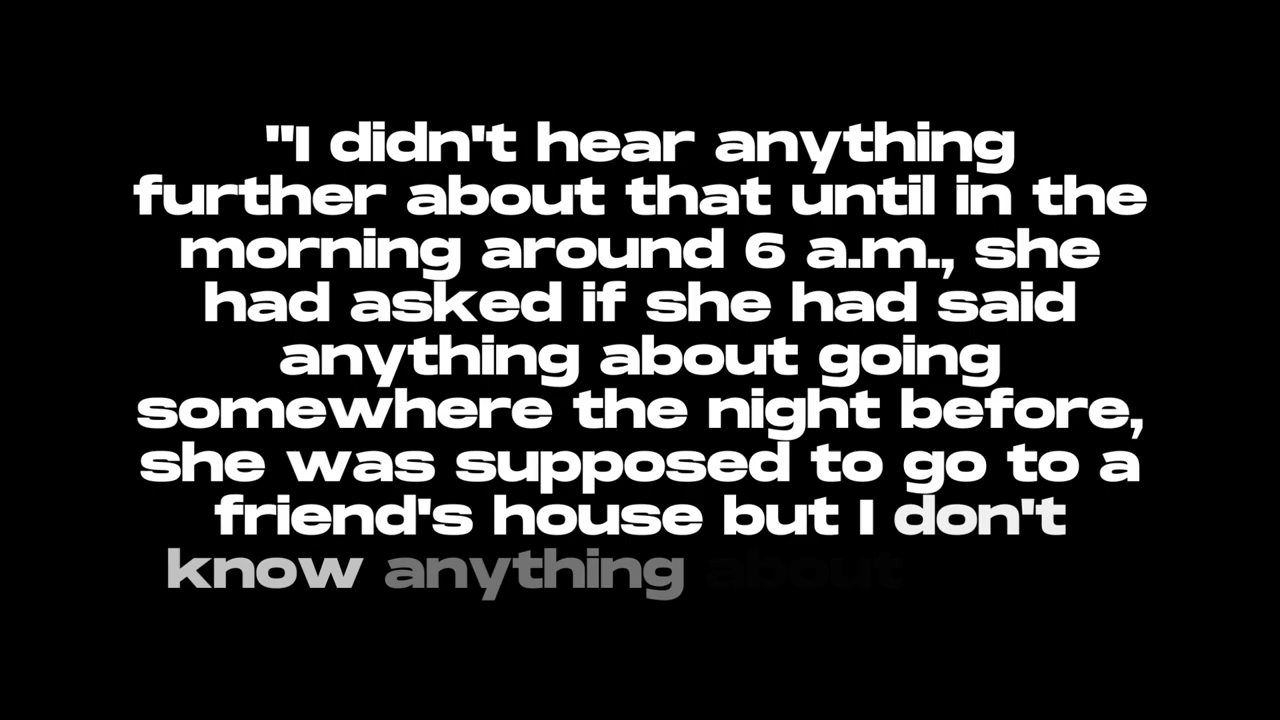 "I didn't hear anything
further about that until in the
morning around 6 a.m., she
had asked if she had said
anything about going
somewhere the night before,
she was supposed to go to a
friend's house but I don't
know anything about